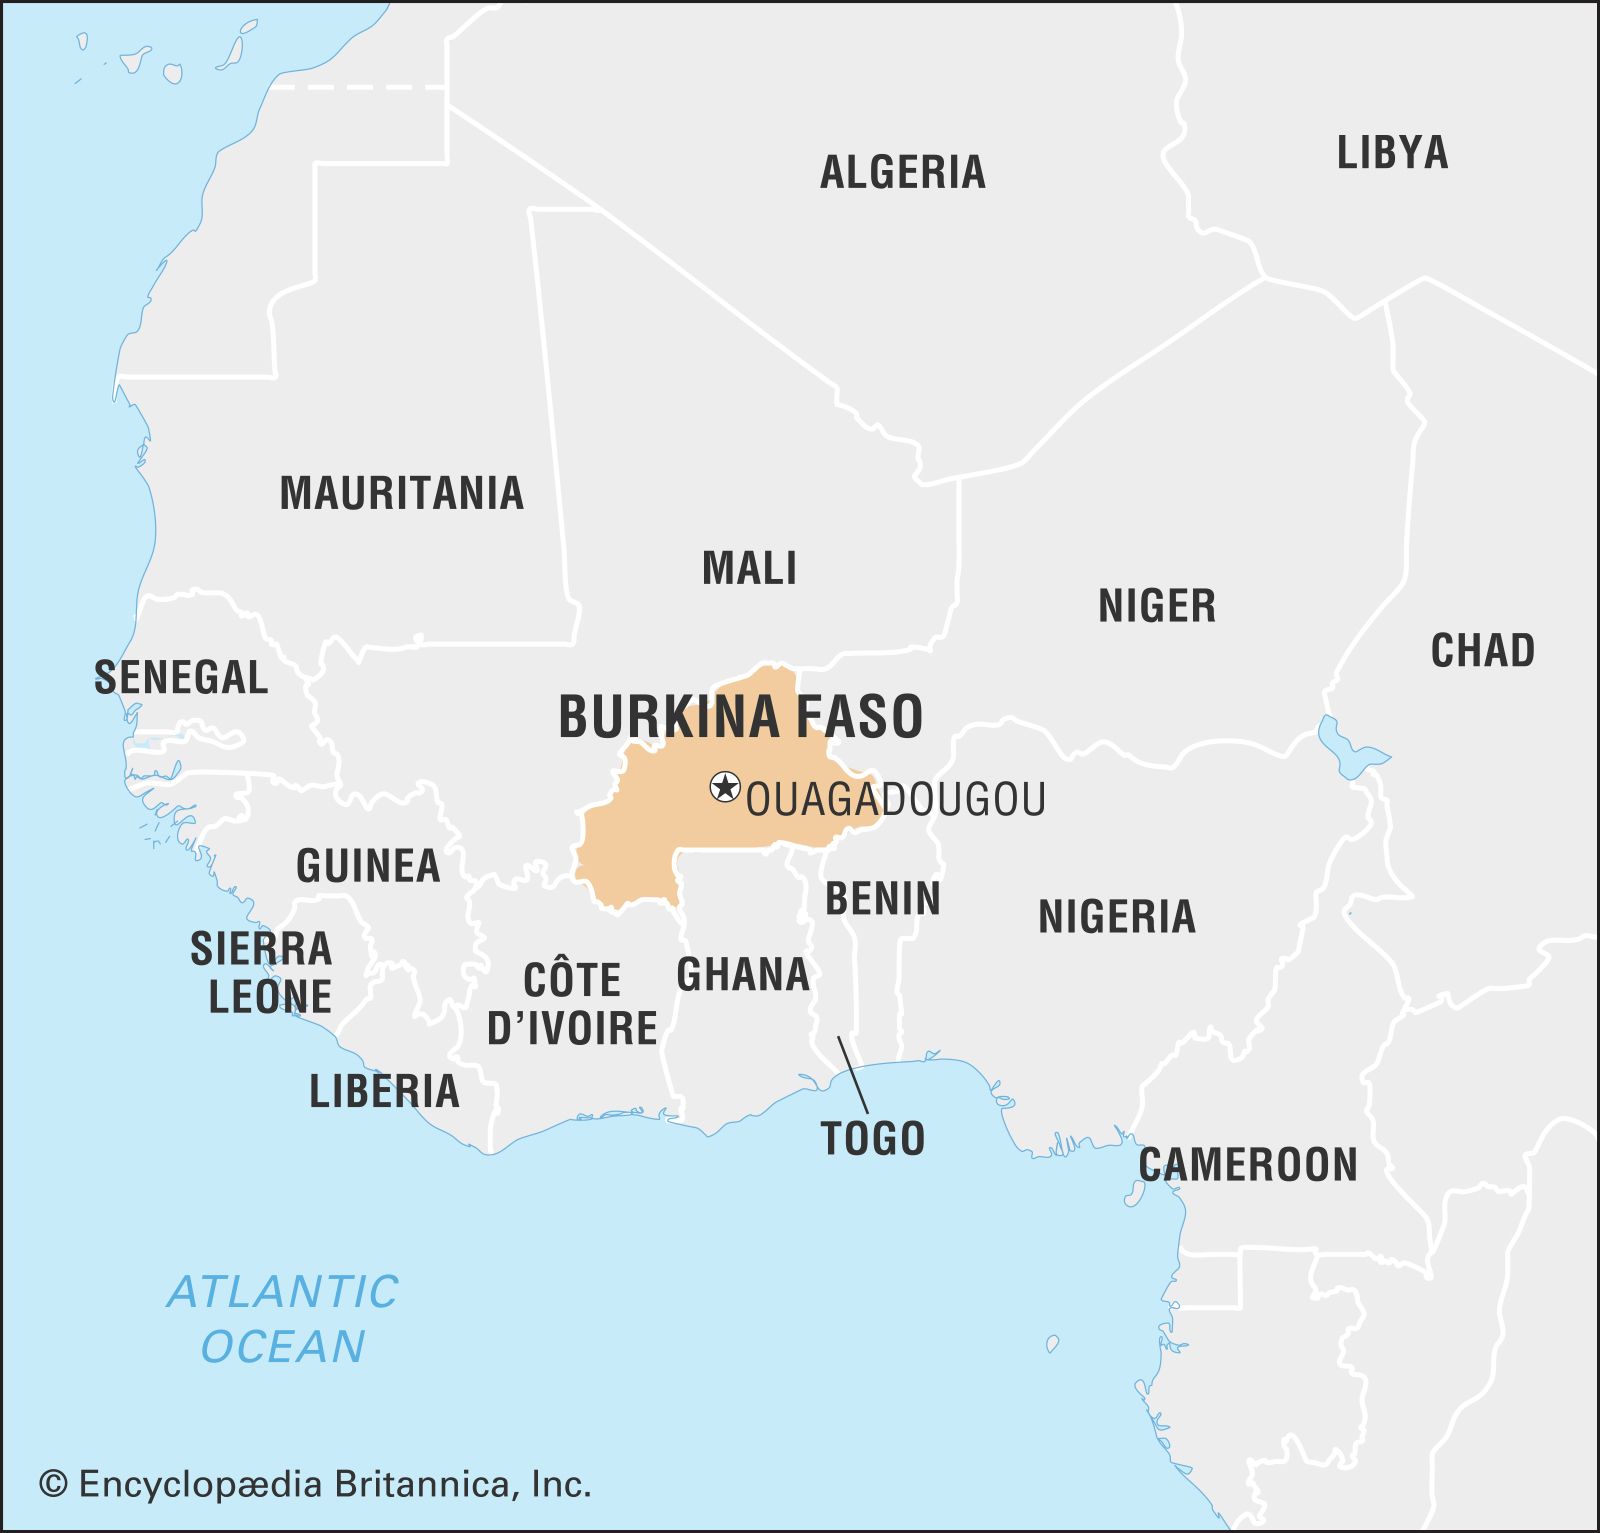 LIBYA
ALGERIA
MAURITANIA
MALI
NIGER
CHAD
SENEGAL
BURKINA FASO
OUAGADOUGOU
GUINEA
BENIN
NIGERIA
SIERRA
LEONE
CÔTE
D'IVOIRE
GHANA
LIBERIA
TOGO
CAMEROON
ATLANTIC
OCEAN
© Encyclopædia Britannica, Inc.